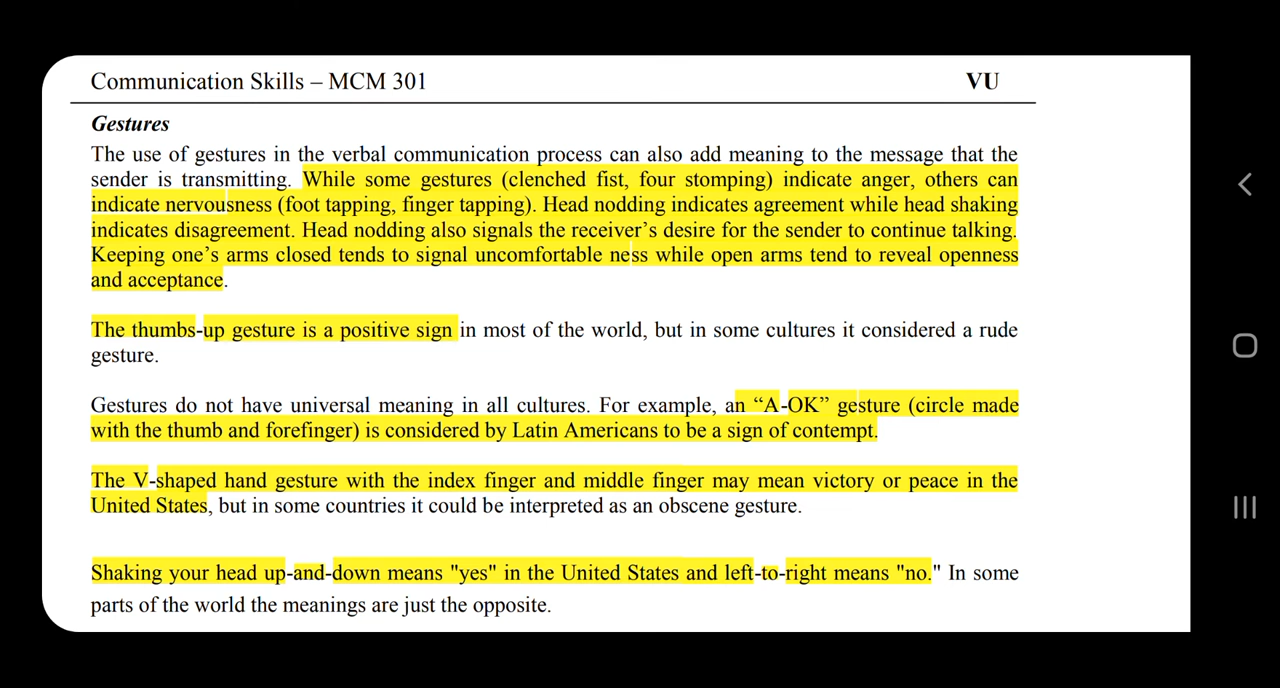 Communication Skills – MCM 301 VU
Gestures
The use of gestures in the verbal communication process can also add meaning to the message that the
sender is transmitting. While some gestures (clenched fist, four stomping) indicate anger, others can
indicate nervousness (foot tapping, finger tapping). Head nodding indicates agreement while head shaking
indicates disagreement. Head nodding also signals the receiver’s desire for the sender to continue talking.
Keeping one’s arms closed tends to signal uncomfortable ness while open arms tend to reveal openness
and acceptance.
The thumbs-up gesture is a positive sign in most of the world, but in some cultures it considered a rude
gesture.
Gestures do not have universal meaning in all cultures. For example, an “A-OK” gesture (circle made
with the thumb and forefinger) is considered by Latin Americans to be a sign of contempt.
The V-shaped hand gesture with the index finger and middle finger may mean victory or peace in the
United States, but in some countries it could be interpreted as an obscene gesture.
Shaking your head up-and-down means "yes" in the United States and left-to-right means "no." In some
parts of the world the meanings are just the opposite.